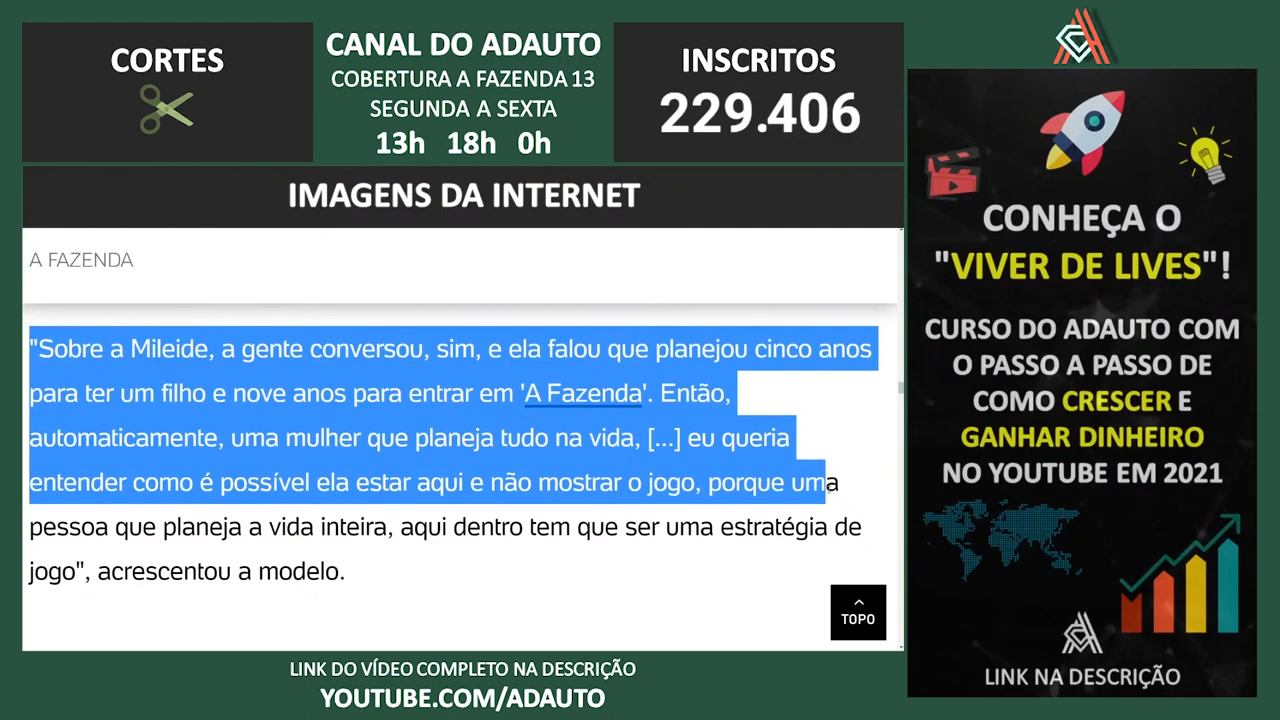 CORTES
CANAL DO ADAUTO
COBERTURA A FAZENDA 13
SEGUNDA A SEXTA
13h 18h 0h
INSCRITOS
229.406
IMAGENS DA INTERNET
A FAZENDA
"Sobre a Mileide, a gente conversou, sim, e ela falou que planejou cinco anos
para ter um filho e nove anos para entrar em 'A Fazenda'. Então,
automaticamente, uma mulher que planeja tudo na vida, [...] eu queria
entender como é possível ela estar aqui e não mostrar o jogo, porque uma
pessoa que planeja a vida inteira, aqui dentro tem que ser uma estratégia de
jogo", acrescentou a modelo.
TOPO
LINK DO VÍDEO COMPLETO NA DESCRIÇÃO
YOUTUBE.COM/ADAUTO
CONHEÇA O
"VIVER DE LIVES"!
CURSO DO ADAUTO COM
O PASSO A PASSO DE
COMO CRESCER E
GANHAR DINHEIRO
NO YOUTUBE EM 2021
LINK NA DESCRIÇÃO